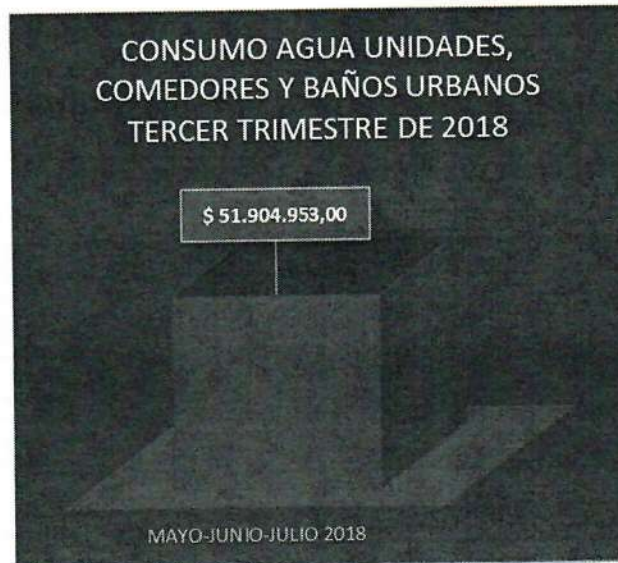 CONSUMO AGUA UNIDADES,
COMEDORES Y BAÑOS URBANOS
TERCER TRIMESTRE DE 2018
$ 51.904.953,00
MAYO-JUNIO-JULIO 2018